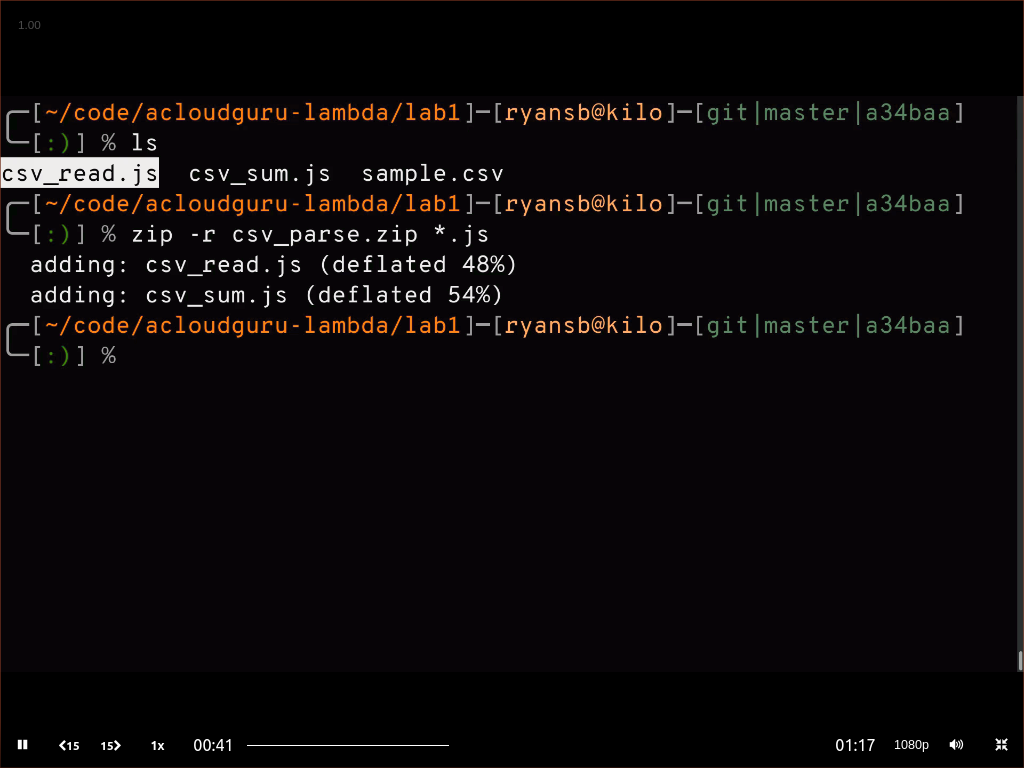 1.00
[~/code/acloudguru-lambda/lab1]—[ryansb@kilo]—[git|master|a34baa]
[:)] % ls
csv_read.js  csv_sum.js  sample.csv
[~/code/acloudguru-lambda/lab1]—[ryansb@kilo]—[git|master|a34baa]
[:)] % zip -r csv_parse.zip *.js
adding: csv_read.js (deflated 48%)
adding: csv_sum.js (deflated 54%)
[~/code/acloudguru-lambda/lab1]—[ryansb@kilo]—[git|master|a34baa]
[:)] %
15 15 1x 00:41 01:17 1080p